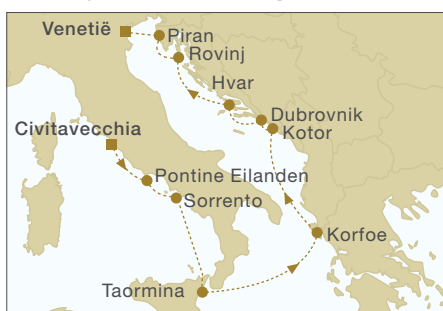 Venetië
Piran
Rovinj
Hvar
Dubrovnik
Kotor
Civitavecchia
Pontine Eilanden
Sorrento
Korfoe
Taormina